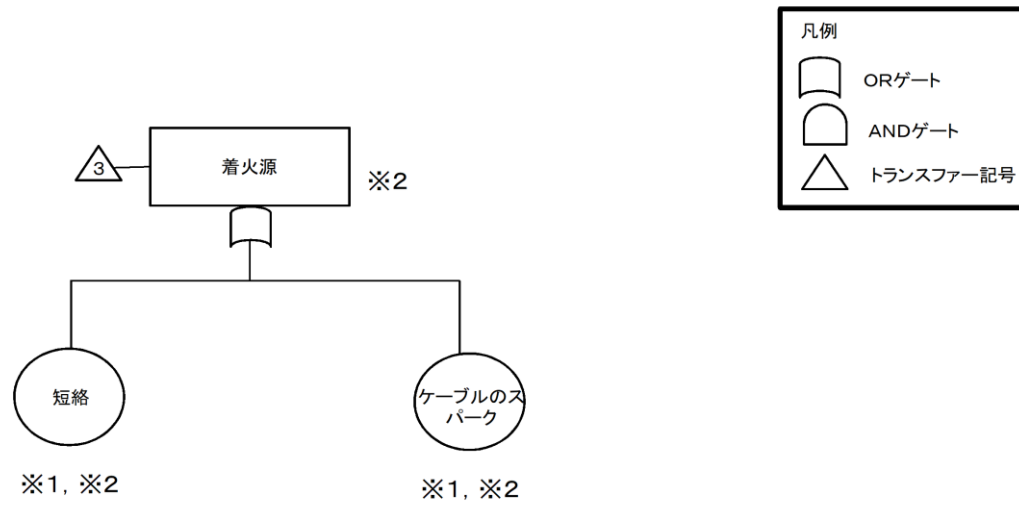 凡例
ORゲート
ANDゲート
トランスファー記号
3
着火源
※2
短絡
ケーブルのス
パーク
※1, ※2
※1, ※2